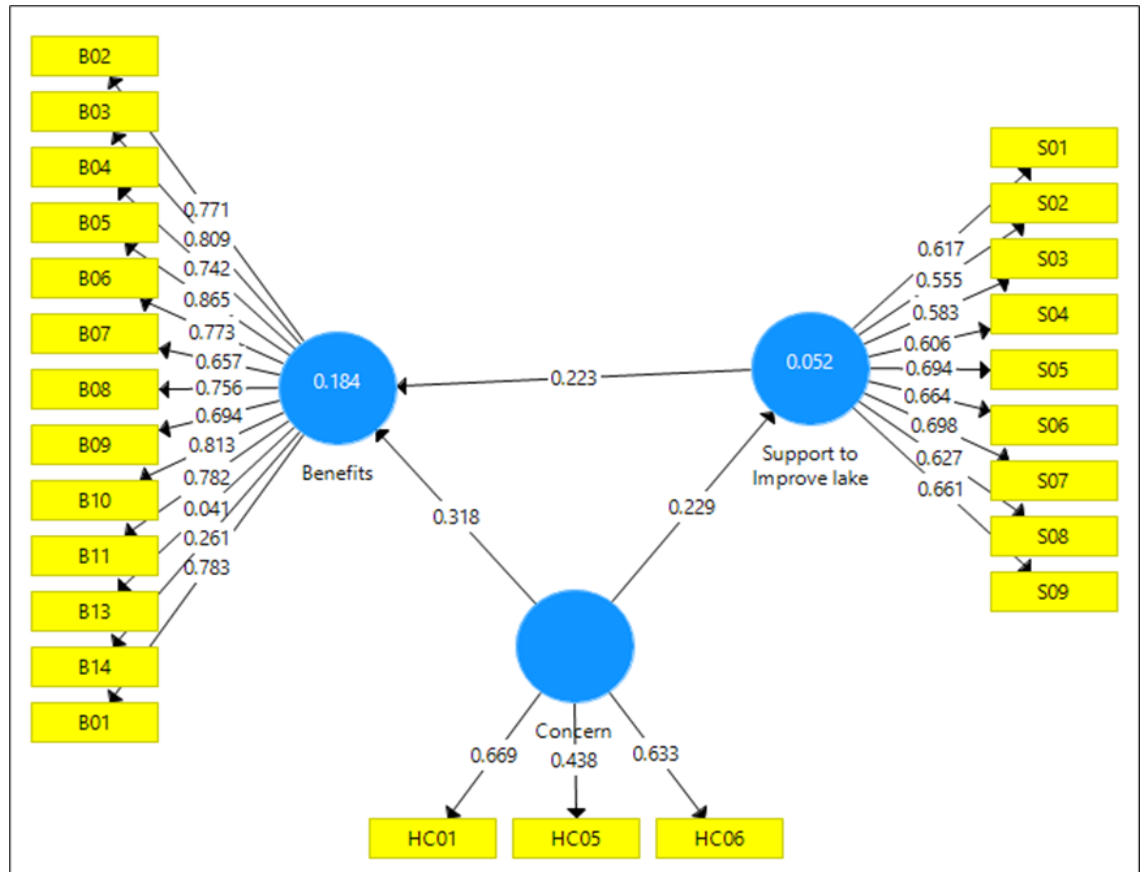 B02
B03
B04
B05
B06
B07
B08
B09
B10
B11
B13
B14
B01
0.771
0.809
0.742
0.865
0.773
0.657
0.756
0.694
0.813
0.782
0.041
0.261
0.783
0.184
Benefits
0.223
0.318
0.229
0.052
Support to
Improve lake
0.617
0.555
0.583
0.606
0.694
0.664
0.698
0.627
0.661
S01
S02
S03
S04
S05
S06
S07
S08
S09
Concern
0.669
0.438
0.633
HC01
HC05
HC06